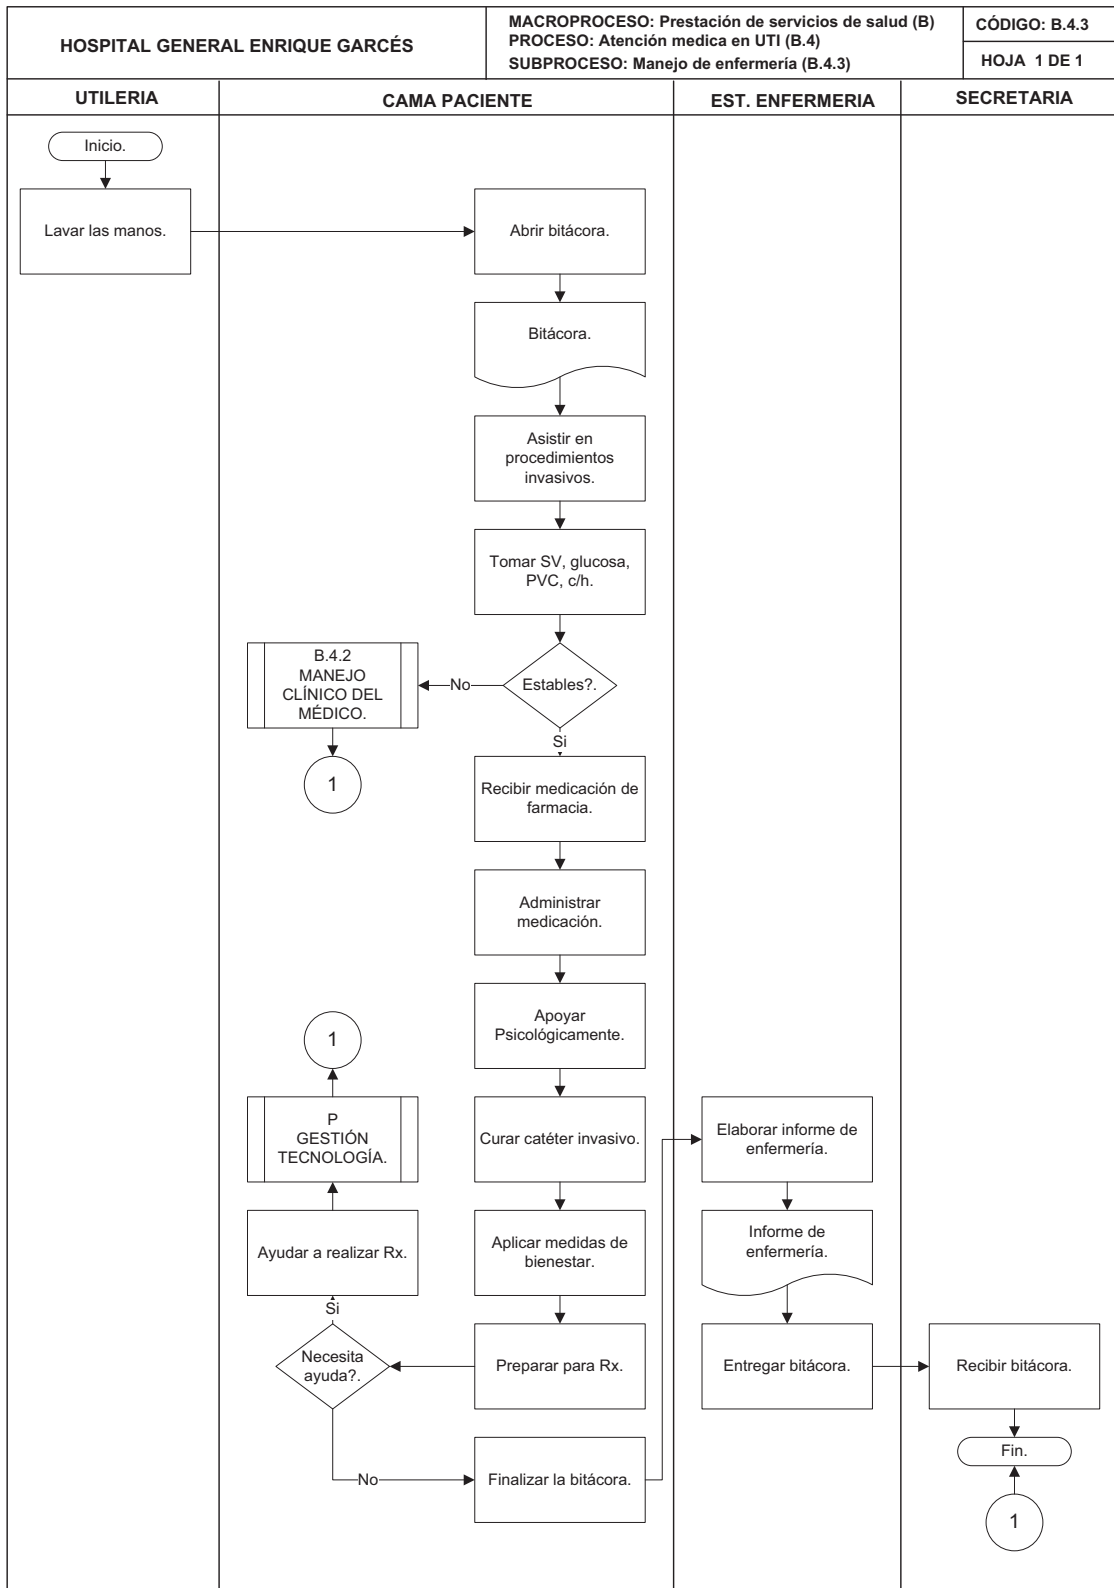 HOSPITAL GENERAL ENRIQUE GARCÉS
MACROPROCESO: Prestación de servicios de salud (B)
PROCESO: Atención medica en UTI (B.4)
SUBPROCESO: Manejo de enfermería (B.4.3)
CÓDIGO: B.4.3
HOJA 1 DE 1
UTILERIA
CAMA PACIENTE
EST. ENFERMERIA
SECRETARIA
Inicio.
Lavar las manos.
Abrir bitácora.
Bitácora.
Asistir en
procedimientos
invasivos.
Tomar SV, glucosa,
PVC, c/h.
Estables?.
No
B.4.2
MANEJO
CLÍNICO DEL
MÉDICO.
1
Si
Recibir medicación de
farmacia.
Administrar
medicación.
Apoyar
Psicológicamente.
Curar catéter invasivo.
Aplicar medidas de
bienestar.
Preparar para Rx.
Necesita
ayuda?.
Si
Ayudar a realizar Rx.
P
GESTIÓN
TECNOLOGÍA.
1
No
Finalizar la bitácora.
Elaborar informe de
enfermería.
Informe de
enfermería.
Entregar bitácora.
Recibir bitácora.
Fin.
1